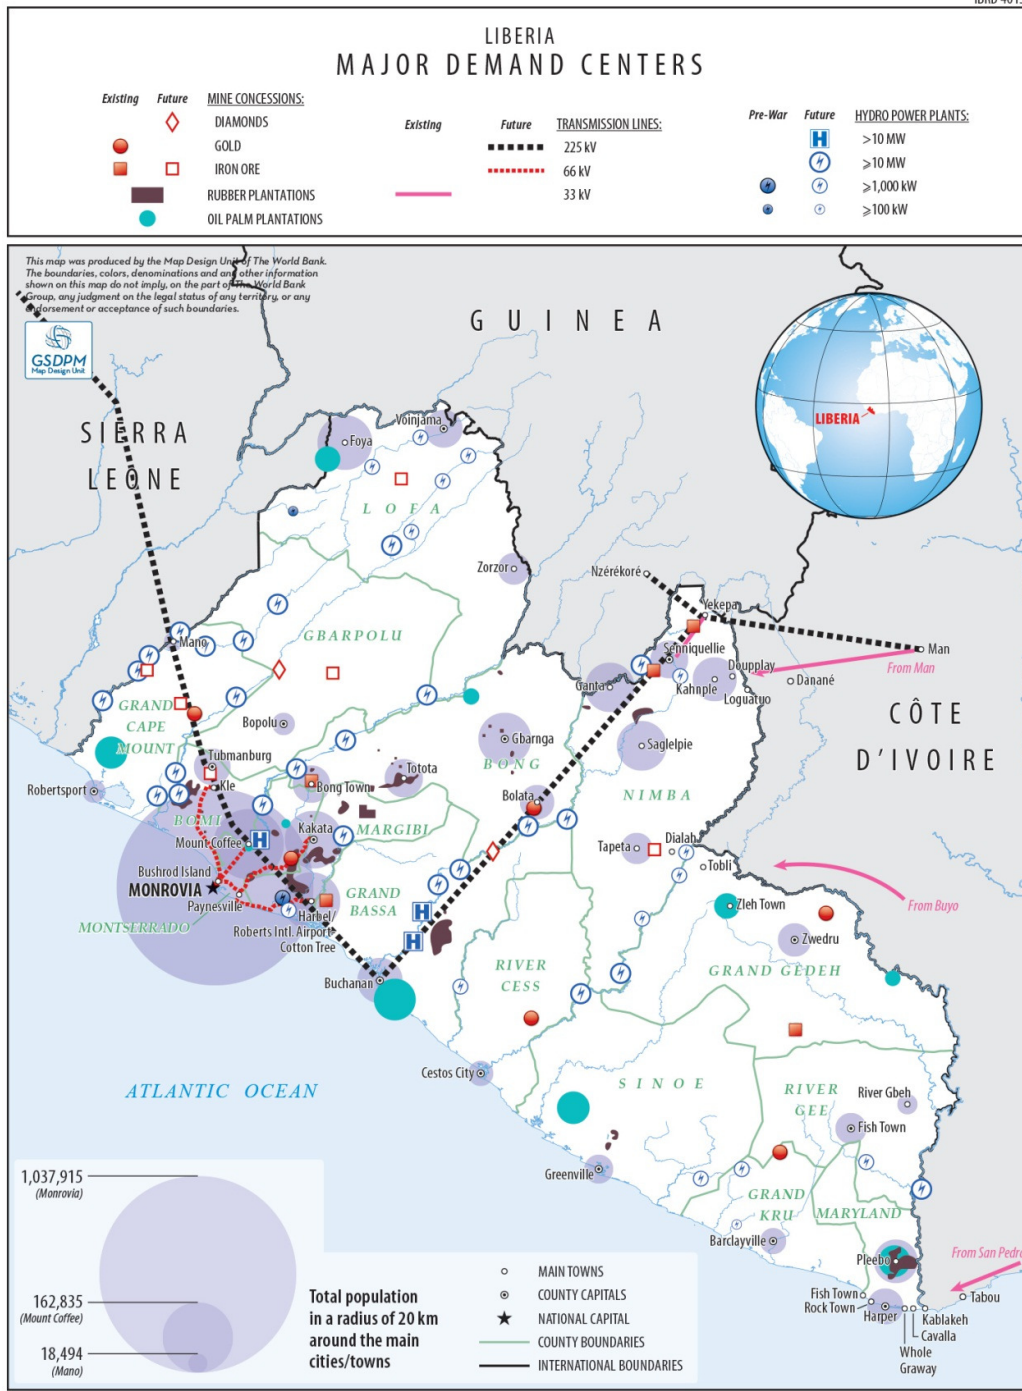 LIBERIA
MAJOR DEMAND CENTERS
Existing Future MINE CONCESSIONS:
DIAMONDS
GOLD
IRON ORE
RUBBER PLANTATIONS
OIL PALM PLANTATIONS
Existing Future TRANSMISSION LINES:
225 kV
66 kV
33 kV
Pre-War Future HYDRO POWER PLANTS:
>10 MW
⩾10 MW
⩾1,000 kW
⩾100 kW
This map was produced by the Map Design Unit of The World Bank.
The boundaries, colors, denominations and any other information
shown on this map do not imply, on the part of The World Bank
Group, any judgment on the legal status of any territory, or any
endorsement or acceptance of such boundaries.
GSDPM
Map Design Unit
GUINEA
SIERRA
LEONE
LIBERIA
CÔTE
D'IVOIRE
Voinjama
Foya
LOFA
Zorzor
Nzérékoré
Yekepa
Mano
GBARPOLU
Senniquellie
Man
From Man
Doupplay
Danané
Ganta
Kahnple
Loguatuo
GRAND
CAPE
MOUNT
Bopolu
Gbarnga
BONG
Saglelpie
Tubmanburg
Totota
Robertsport
Kle
Bong Town
NIMBA
Bolata
BOMI
Kakata
MARGIBI
Mount Coffee
Tapeta
Dialah
Tobli
Bushrod Island
MONROVIA
Paynesville
GRAND
BASSA
From Buyo
Zleh Town
MONTSERRADO
Harbel/
Roberts Intl. Airport
Cotton Tree
Zwedru
Buchanan
RIVER
CESS
GRAND GEDEH
Cestos City
ATLANTIC OCEAN
SINOE
RIVER
GEE
River Gbeh
Fish Town
Greenville
GRAND
KRU
MARYLAND
Barclayville
Pleebo
From San Pedro
Fish Town
Rock Town
Harper
Tabou
Kablakeh
Cavalla
Whole
Graway
1,037,915
(Monrovia)
162,835
(Mount Coffee)
18,494
(Mano)
Total population
in a radius of 20 km
around the main
cities/towns
MAIN TOWNS
COUNTY CAPITALS
NATIONAL CAPITAL
COUNTY BOUNDARIES
INTERNATIONAL BOUNDARIES